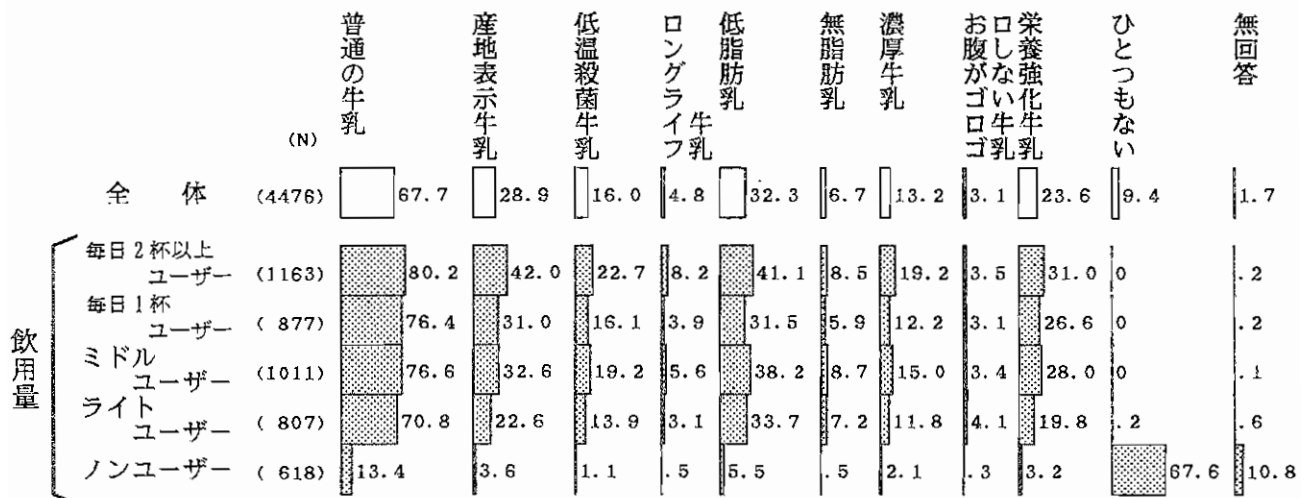 普通の牛乳
産地表示牛乳
低温殺菌牛乳
ロングライフ
牛乳
低脂肪乳
無脂肪乳
濃厚牛乳
お腹がゴロゴ
ロしない牛乳
栄養強化牛乳
ひとつもない
無回答
(N)
全体 (4476) 67.7 28.9 16.0 4.8 32.3 6.7 13.2 3.1 23.6 9.4 1.7
飲用量
毎日2杯以上
ユーザー (1163) 80.2 42.0 22.7 8.2 41.1 8.5 19.2 3.5 31.0 0 .2
毎日1杯
ユーザー ( 877) 76.4 31.0 16.1 3.9 31.5 5.9 12.2 3.1 26.6 0 .2
ミドル
ユーザー (1011) 76.6 32.6 19.2 5.6 38.2 8.7 15.0 3.4 28.0 0 .1
ライト
ユーザー ( 807) 70.8 22.6 13.9 3.1 33.7 7.2 11.8 4.1 19.8 .2 .6
ノンユーザー ( 618) 13.4 3.6 1.1 .5 5.5 .5 2.1 .3 3.2 67.6 10.8